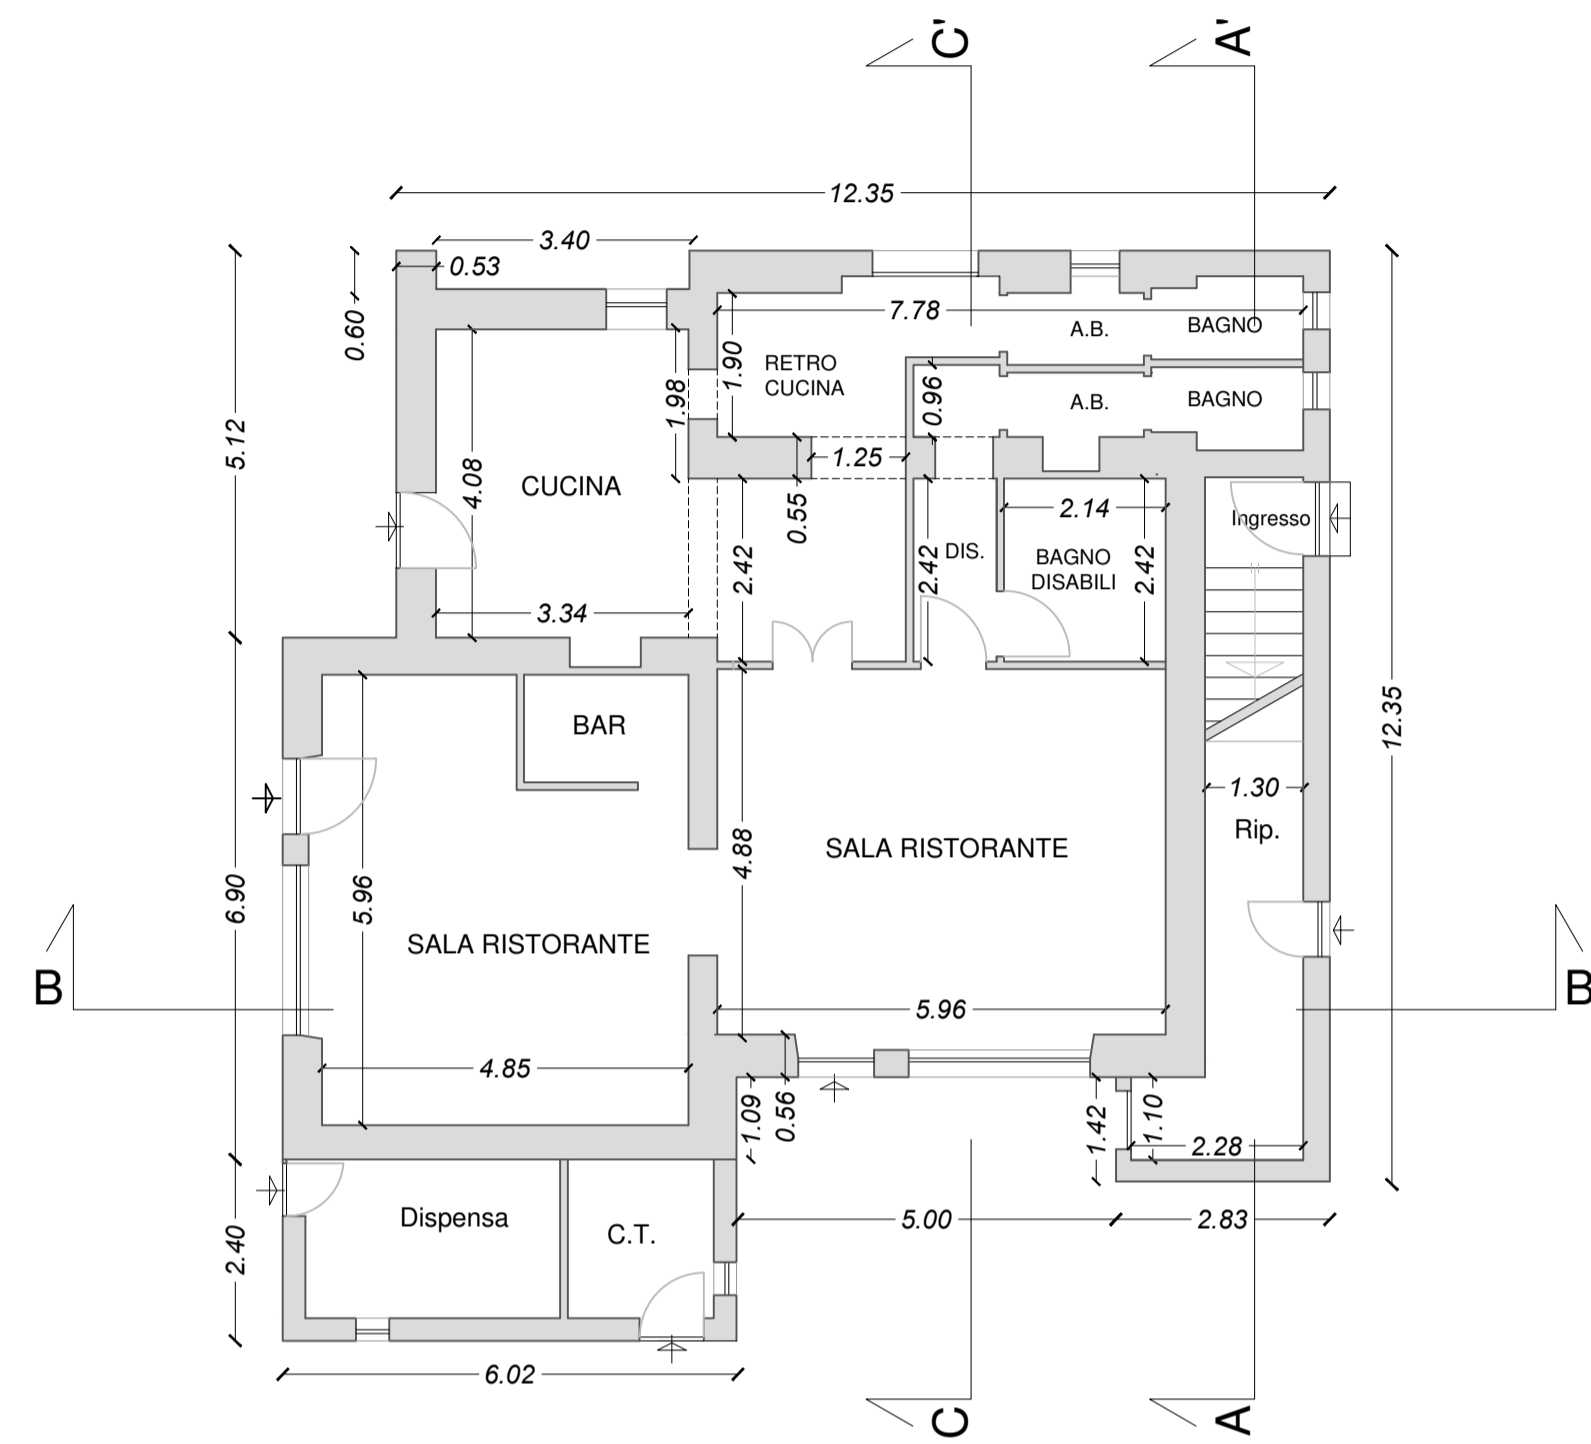 C'
A'
12.35
3.40
0.53
7.78
0.60
A.B.
BAGNO
1.90
RETRO
CUCINA
1.98
0.96
A.B.
BAGNO
5.12
4.08
CUCINA
1.25
0.55
2.14
Ingresso
2.42
2.42
DIS.
BAGNO
DISABILI
2.42
3.34
12.35
BAR
1.30
Rip.
4.88
SALA RISTORANTE
6.90
5.96
SALA RISTORANTE
B
B
5.96
4.85
1.09
0.56
1.42
1.10
2.28
Dispensa
C.T.
5.00
2.83
2.40
6.02
C
A